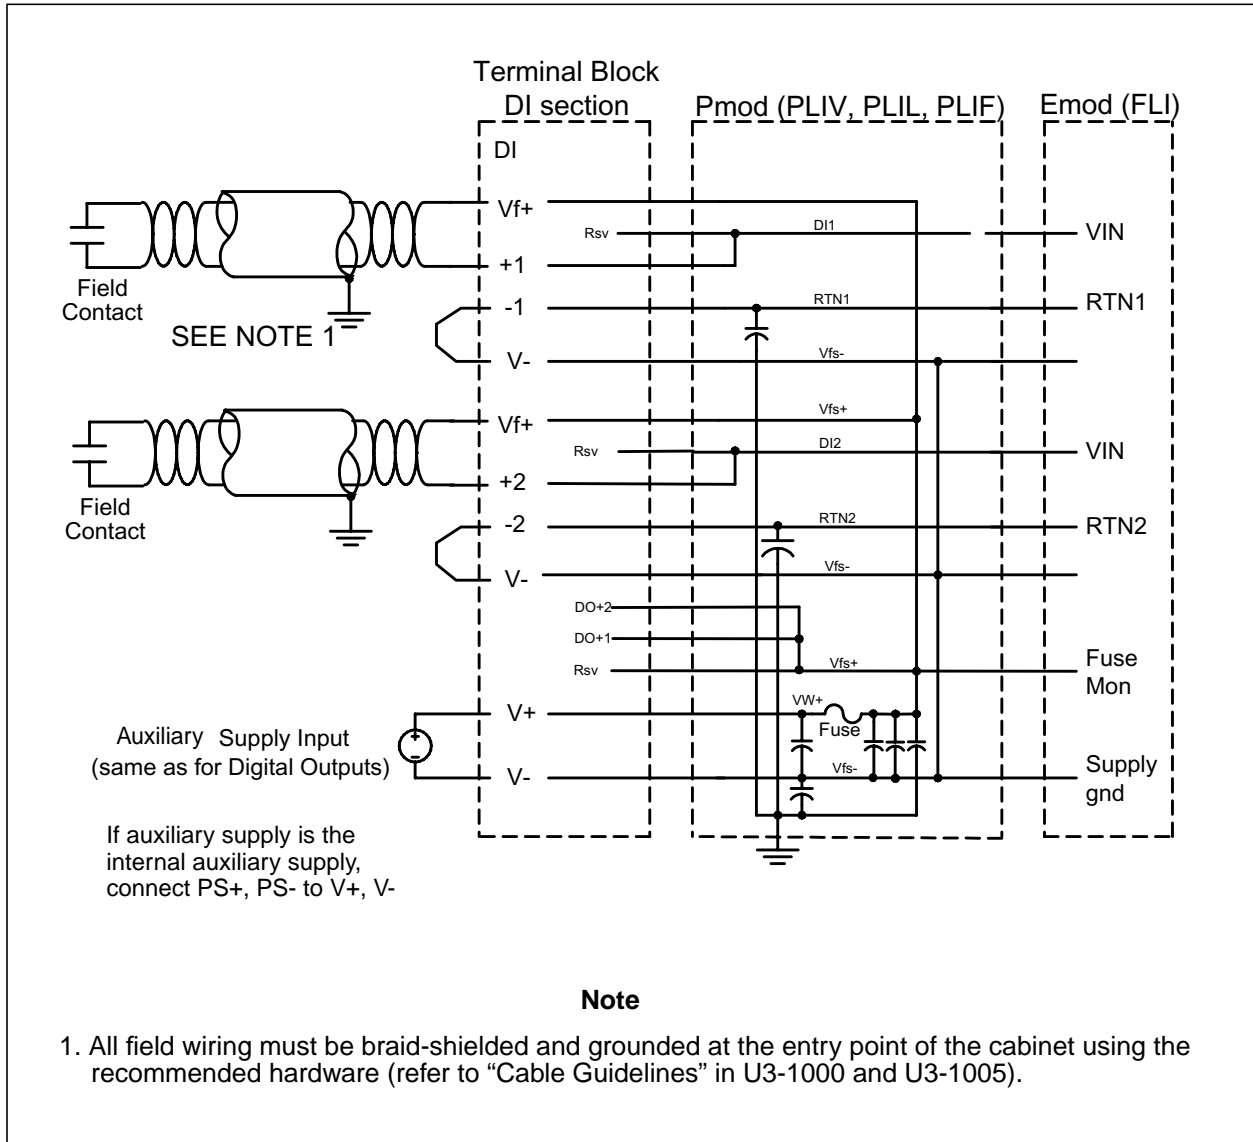 Terminal Block
DI section
Pmod (PLIV, PLIL, PLIF)
Emod (FLI)
DI
Vf+
Rsv
DI1
VIN
+1
Field
Contact
SEE NOTE 1
-1
RTN1
RTN1
V-
Vfs-
Vf+
Vfs+
Rsv
DI2
VIN
+2
Field
Contact
-2
RTN2
RTN2
V-
Vfs-
DO+2
DO+1
Rsv
Vfs+
Fuse
Mon
V+
VW+
Fuse
Auxiliary Supply Input
(same as for Digital Outputs)
+
-
V-
Vfs-
Supply
gnd
If auxiliary supply is the
internal auxiliary supply,
connect PS+, PS- to V+, V-
Note
1. All field wiring must be braid-shielded and grounded at the entry point of the cabinet using the
recommended hardware (refer to “Cable Guidelines” in U3-1000 and U3-1005).